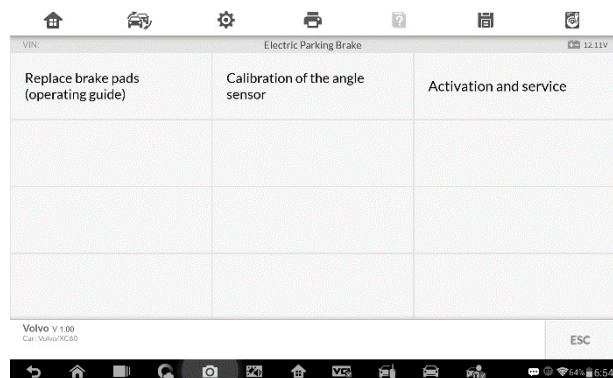 VIN:
Electric Parking Brake
12.11V
Replace brake pads
(operating guide)
Calibration of the angle
sensor
Activation and service
Volvo V 1.00
Car: Volvo/XC60
ESC
64%
6:54